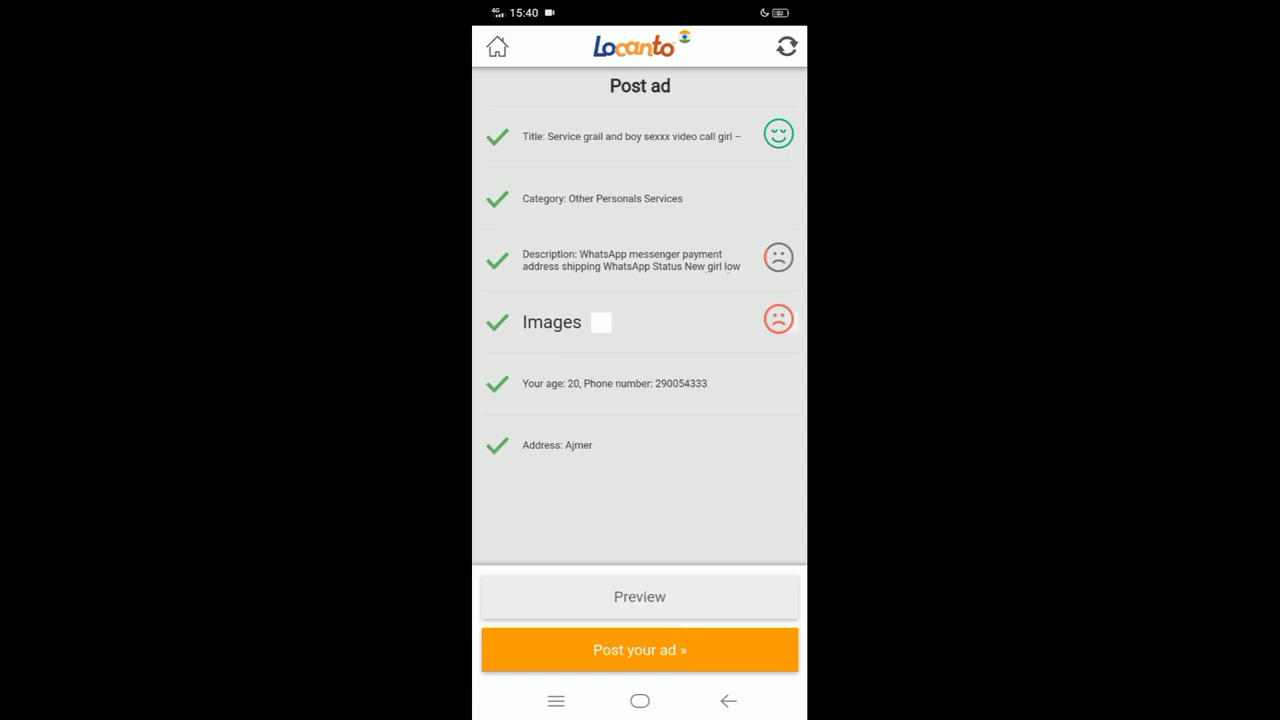 4G 15:40 52
Locanto
Post ad
Title: Service grail and boy sexxx video call girl –
Category: Other Personals Services
Description: WhatsApp messenger payment
address shipping WhatsApp Status New girl low
Images
Your age: 20, Phone number: 290054333
Address: Ajmer
Preview
Post your ad »